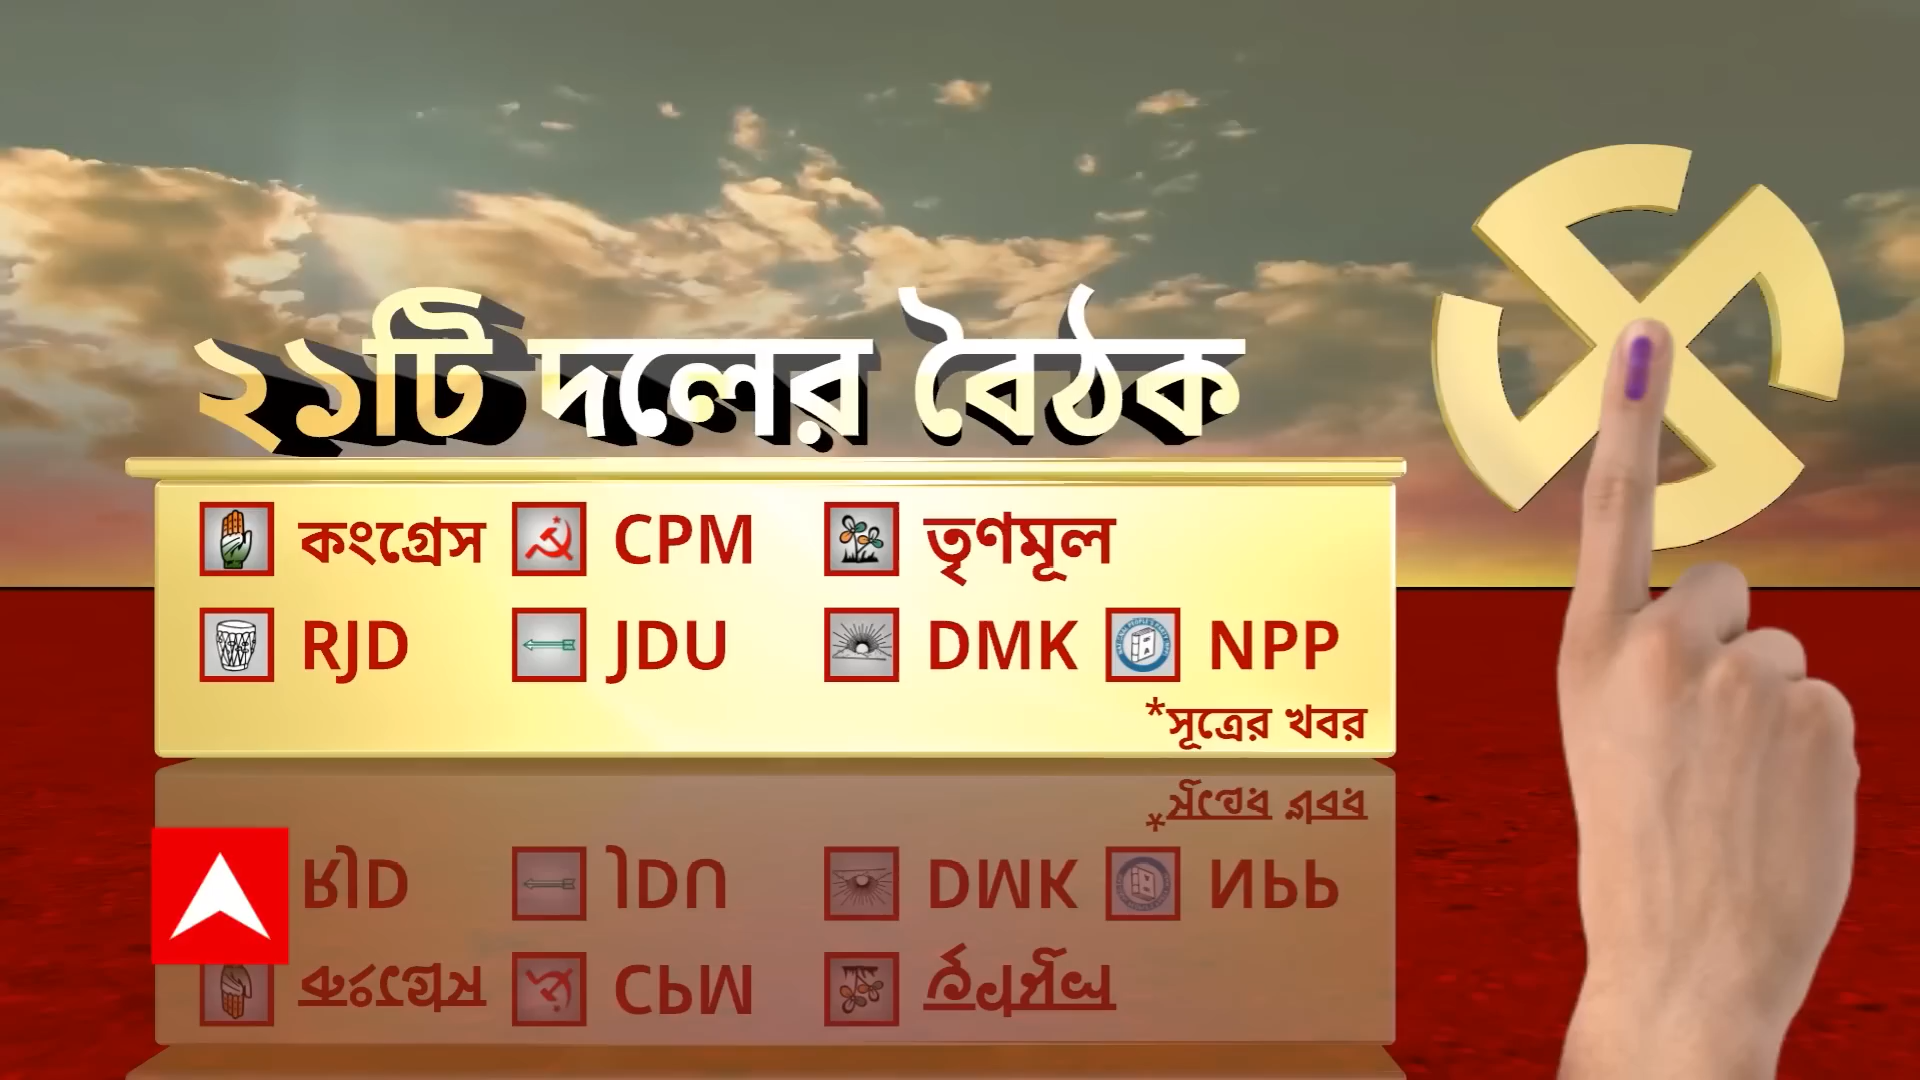 ২১টি দলের বৈঠক
কংগ্রেস CPM তৃণমূল
RJD JDU DMK NPP
*সূত্রের খবর